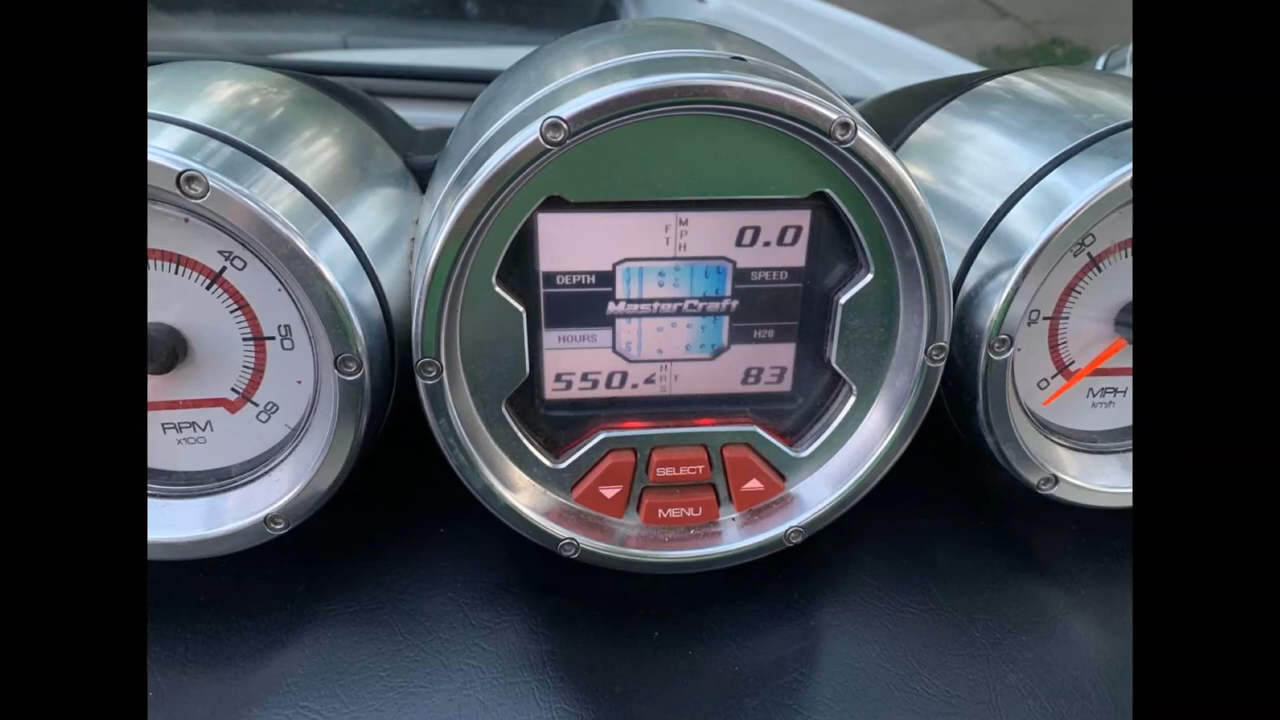 FT MPH 0.0
DEPTH SPEED
MasterCraft
HOURS H2O
550.4 HRS F 83
SELECT
MENU
40
50
60
RPM
x100
20
10
0
MPH
km/h